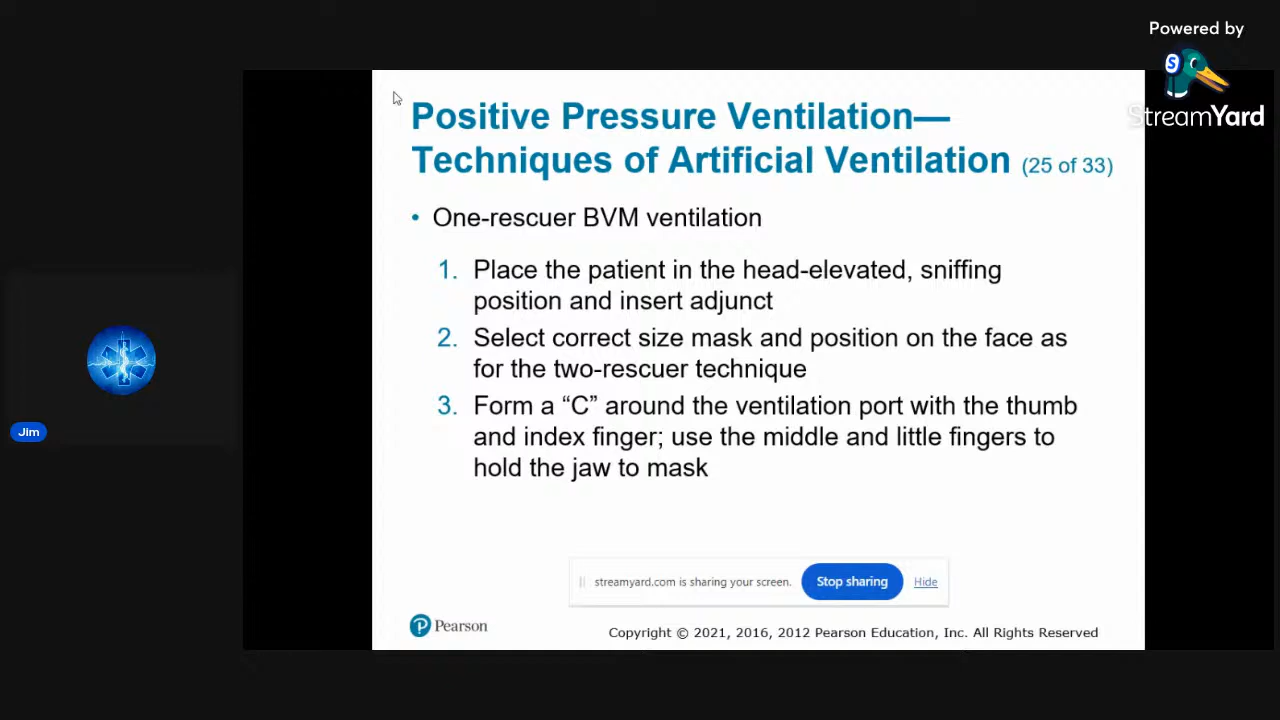 Powered by
StreamYard
Positive Pressure Ventilation—
Techniques of Artificial Ventilation (25 of 33)
• One-rescuer BVM ventilation
1. Place the patient in the head-elevated, sniffing
position and insert adjunct
2. Select correct size mask and position on the face as
for the two-rescuer technique
3. Form a “C” around the ventilation port with the thumb
and index finger; use the middle and little fingers to
hold the jaw to mask
Jim
streamyard.com is sharing your screen. Stop sharing Hide
Pearson
Copyright © 2021, 2016, 2012 Pearson Education, Inc. All Rights Reserved